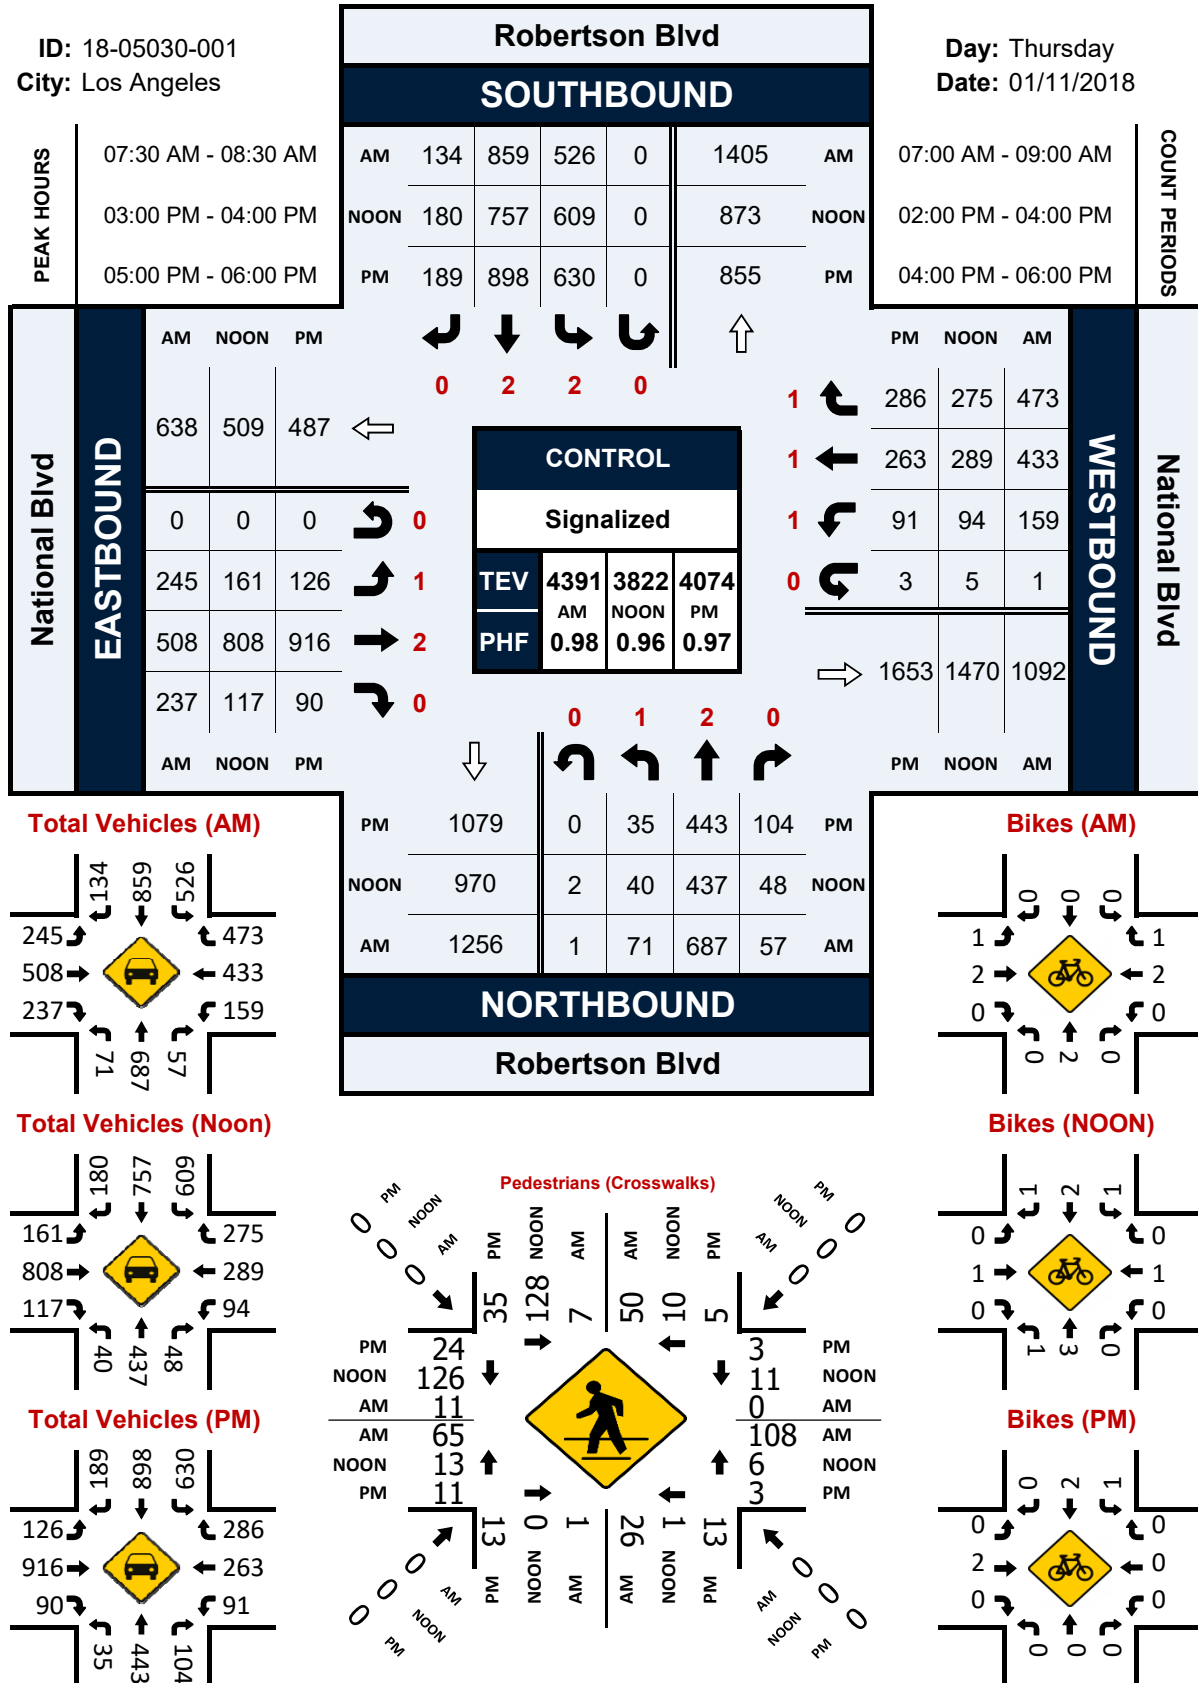 ID: 18-05030-001
City: Los Angeles
Robertson Blvd
SOUTHBOUND
Day: Thursday
Date: 01/11/2018
PEAK HOURS
07:30 AM - 08:30 AM
03:00 PM - 04:00 PM
05:00 PM - 06:00 PM
AM 134 859 526 0 1405 AM
NOON 180 757 609 0 873 NOON
PM 189 898 630 0 855 PM
07:00 AM - 09:00 AM
02:00 PM - 04:00 PM
04:00 PM - 06:00 PM
COUNT PERIODS
0 2 2 0
National Blvd
EASTBOUND
AM NOON PM
638 509 487
0 0 0 0
245 161 126 1
508 808 916 2
237 117 90 0
AM NOON PM
CONTROL
Signalized
TEV 4391 3822 4074
AM NOON PM
PHF 0.98 0.96 0.97
PM NOON AM
1 286 275 473
1 263 289 433
1 91 94 159
0 3 5 1
1653 1470 1092
PM NOON AM
WESTBOUND
National Blvd
0 1 2 0
PM 1079 0 35 443 104 PM
NOON 970 2 40 437 48 NOON
AM 1256 1 71 687 57 AM
NORTHBOUND
Robertson Blvd
Total Vehicles (AM)
134 859 526
245 473
508 433
237 159
71 687 57
Bikes (AM)
0 0 0
1 1
2 2
0 0
0 2 0
Total Vehicles (Noon)
180 757 609
161 275
808 289
117 94
40 437 48
Bikes (NOON)
1 2 1
0 0
1 1
0 0
1 3 0
Total Vehicles (PM)
189 898 630
126 286
916 263
90 91
35 443 104
Bikes (PM)
0 2 1
0 0
2 0
0 0
0 0 0
Pedestrians (Crosswalks)
0 PM
0 NOON
0 AM
PM NOON AM AM NOON PM
35 128 7 50 10 5
PM 0
NOON 0
AM 0
PM 24 3 PM
NOON 126 11 NOON
AM 11 0 AM
AM 65 108 AM
NOON 13 6 NOON
PM 11 3 PM
13 0 1 26 1 13
PM NOON AM AM NOON PM
0 AM
0 NOON
0 PM
AM 0
NOON 0
PM 0